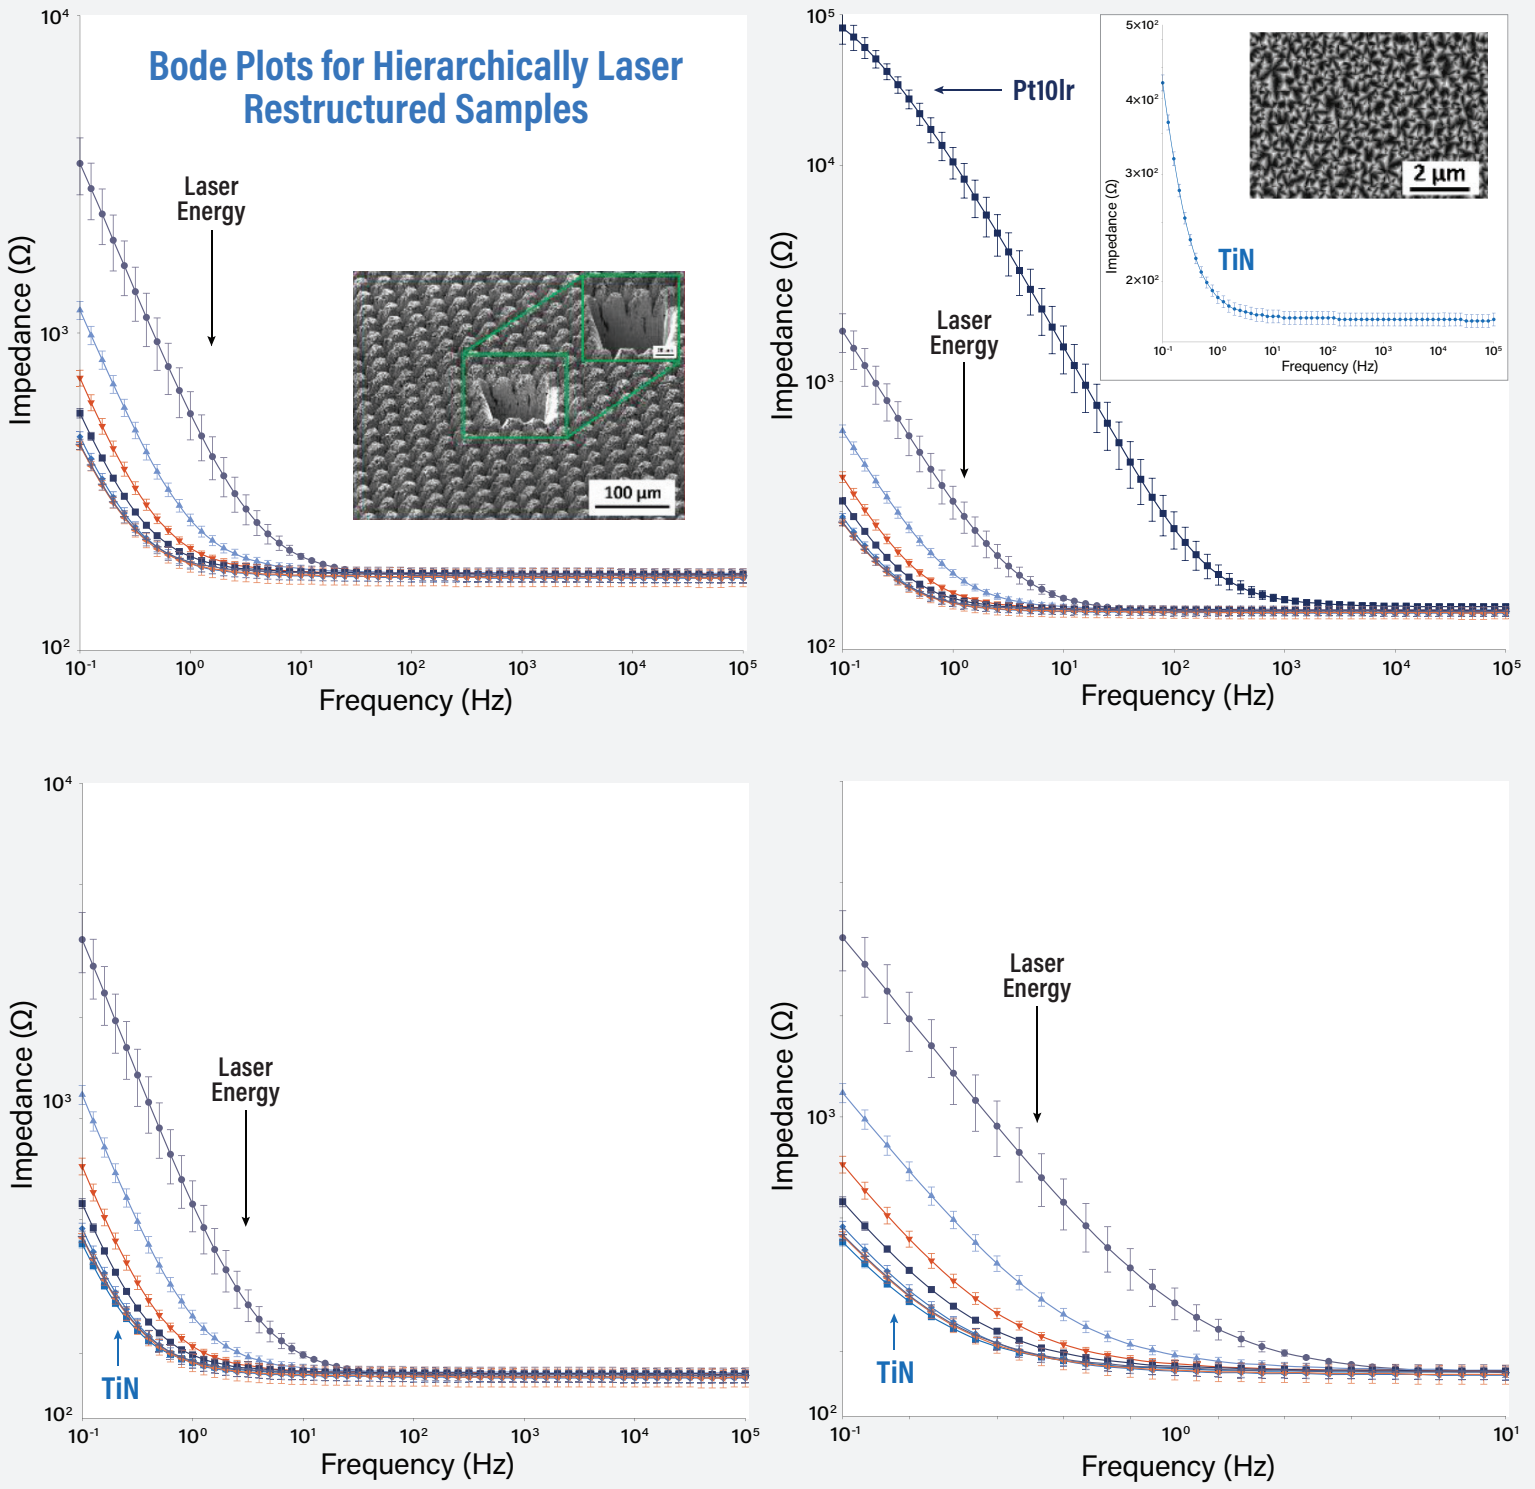 Bode Plots for Hierarchically Laser
Restructured Samples
10⁴
10³
10²
Impedance (Ω)
Laser
Energy
100 µm
10⁻¹ 10⁰ 10¹ 10² 10³ 10⁴ 10⁵
Frequency (Hz)
10⁵
10⁴
10³
10²
Impedance (Ω)
Pt10Ir
Laser
Energy
5×10²
4×10²
3×10²
2×10²
Impedance (Ω)
2 µm
TiN
10⁻¹ 10⁰ 10¹ 10² 10³ 10⁴ 10⁵
Frequency (Hz)
10⁻¹ 10⁰ 10¹ 10² 10³ 10⁴ 10⁵
Frequency (Hz)
10⁴
10³
10²
Impedance (Ω)
Laser
Energy
TiN
10⁻¹ 10⁰ 10¹ 10² 10³ 10⁴ 10⁵
Frequency (Hz)
10³
10²
Impedance (Ω)
Laser
Energy
TiN
10⁻¹ 10⁰ 10¹
Frequency (Hz)